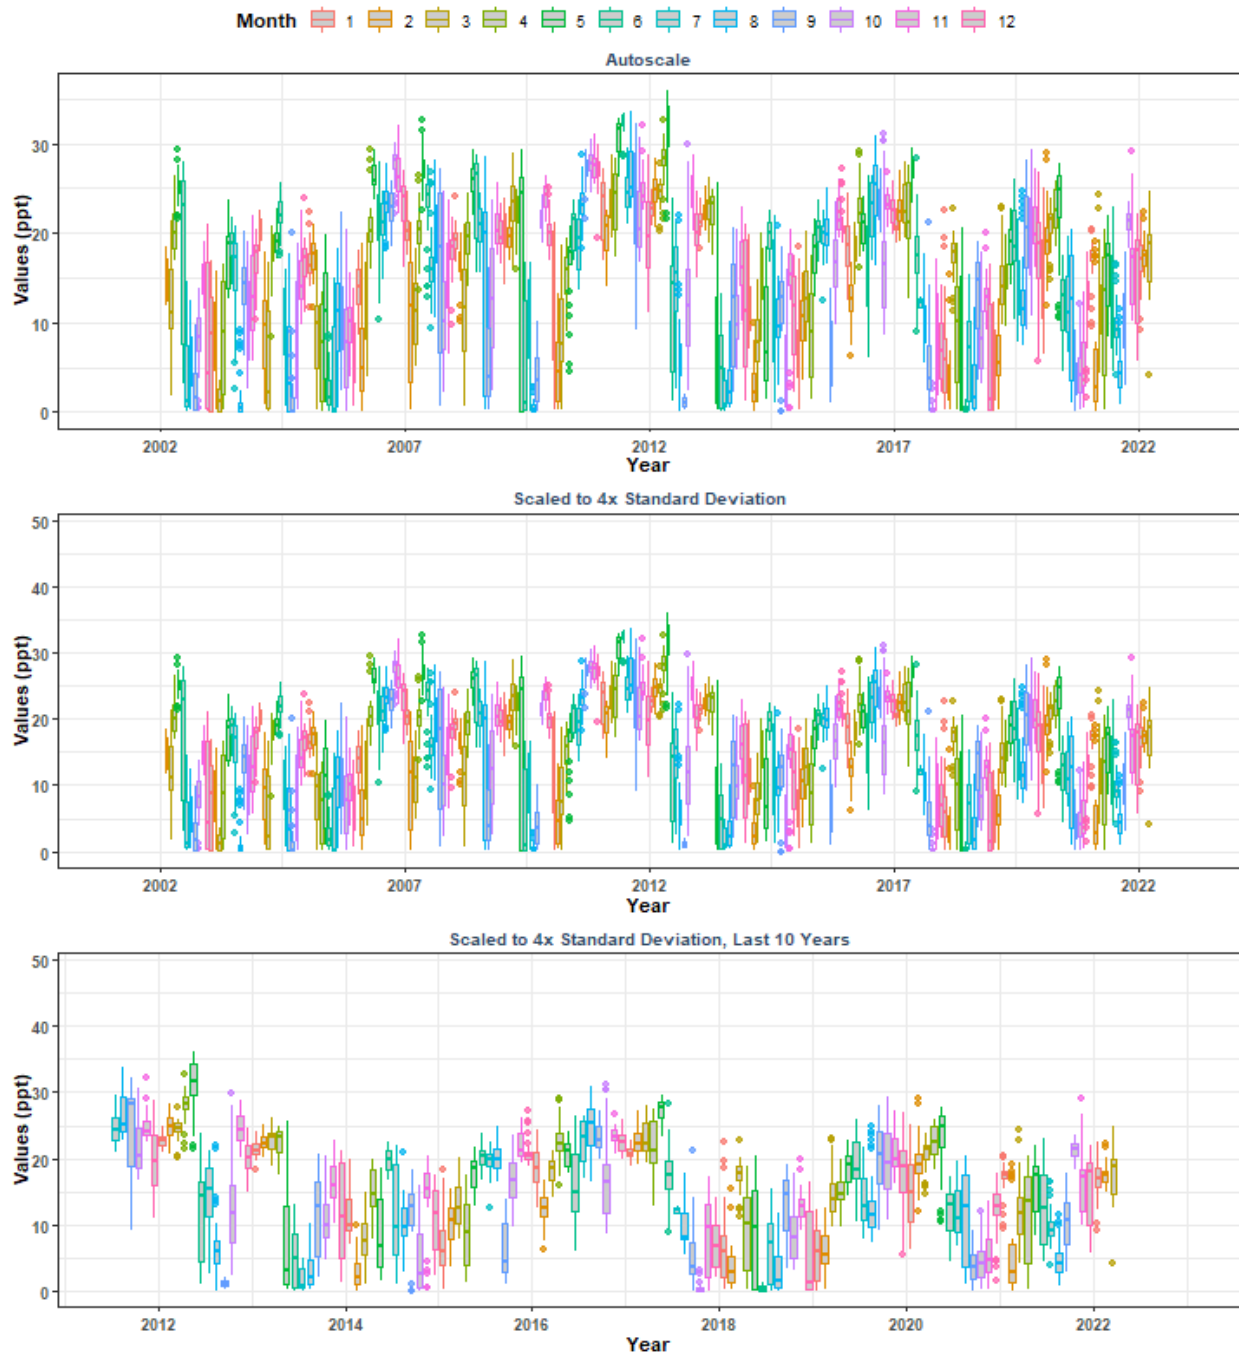 Month 1 2 3 4 5 6 7 8 9 10 11 12
Autoscale
Values (ppt)
30
20
10
0
2002 2007 2012 2017 2022
Year
Scaled to 4x Standard Deviation
Values (ppt)
50
40
30
20
10
0
2002 2007 2012 2017 2022
Year
Scaled to 4x Standard Deviation, Last 10 Years
Values (ppt)
50
40
30
20
10
0
2012 2014 2016 2018 2020 2022
Year